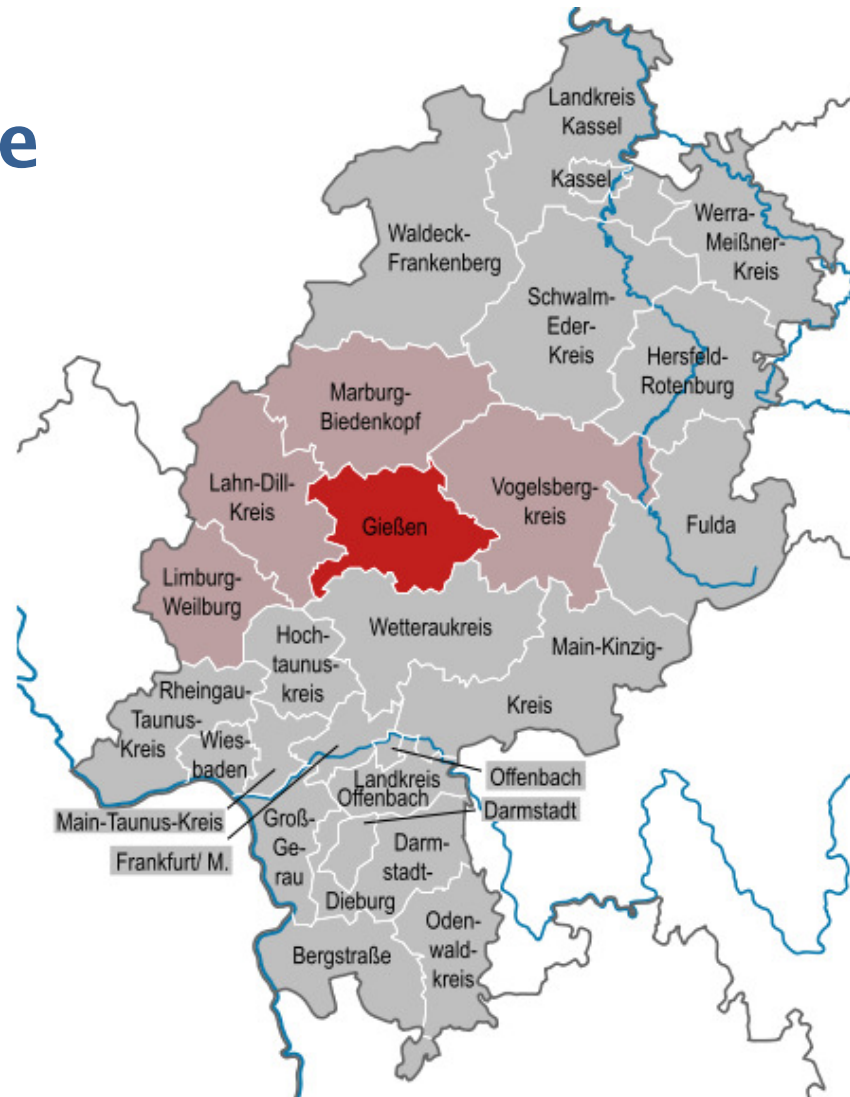 e
Landkreis
Kassel
Kassel
Werra-
Meißner-
Kreis
Waldeck-
Frankenberg
Schwalm-
Eder-
Kreis
Hersfeld-
Rotenburg
Marburg-
Biedenkopf
Lahn-Dill-
Kreis
Gießen
Vogelsberg-
kreis
Fulda
Limburg-
Weilburg
Hoch-
taunus-
kreis
Wetteraukreis
Main-Kinzig-
Kreis
Rheingau-
Taunus-
Kreis
Wies-
baden
Landkreis
Offenbach
Offenbach
Darmstadt
Main-Taunus-Kreis
Frankfurt/ M.
Groß-
Ge-
rau
Darm-
stadt-
Dieburg
Oden-
wald-
kreis
Bergstraße